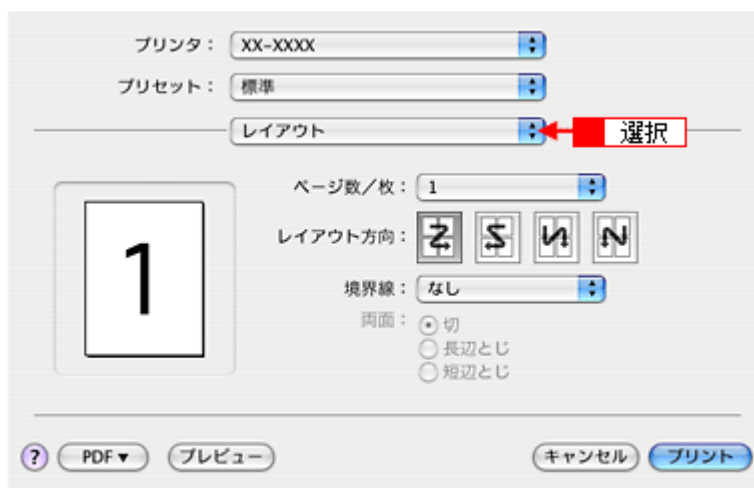 プリンタ： XX-XXXX
プリセット： 標準
レイアウト 選択
ページ数／枚： 1
レイアウト方向：
境界線： なし
両面： 切
長辺とじ
短辺とじ
1
? PDF▼ プレビュー キャンセル プリント